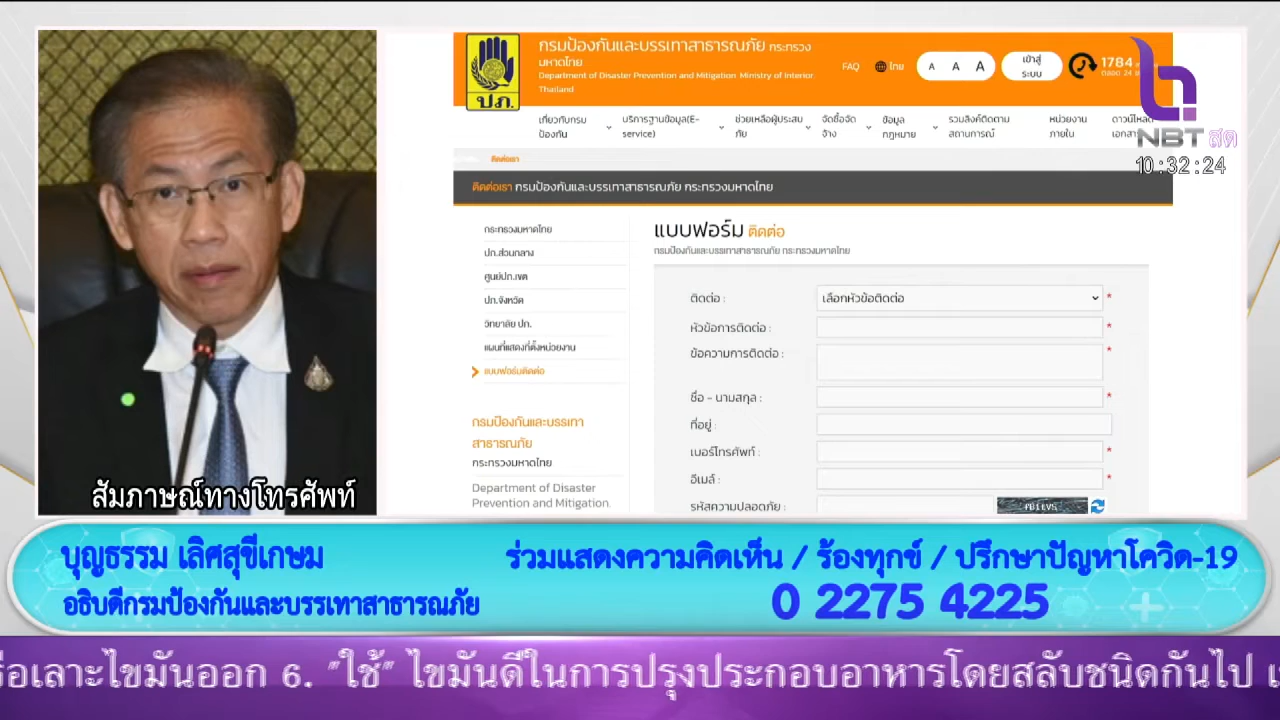 กรมป้องกันและบรรเทาสาธารณภัย กระทรวง
มหาดไทย
Department of Disaster Prevention and Mitigation Ministry of Interior
Thailand
ปภ.
FAQ
ไทย
A A A
เข้าสู่
ระบบ
1784
NBT สด
10:32:24
เกี่ยวกับกรม
ป้องกัน
บริการฐานข้อมูล(E-
service)
ช่วยเหลือผู้ประสบ
ภัย
จัดซื้อจัด
จ้าง
ข้อมูล
กฎหมาย
รวมลิงค์ติดตาม
สถานการณ์
หน่วยงาน
ภายใน
ดาวน์โหลด
ติดต่อเรา
ติดต่อเรา กรมป้องกันและบรรเทาสาธารณภัย กระทรวงมหาดไทย
กระทรวงมหาดไทย
ปภ.ส่วนกลาง
ศูนย์ปภ.เขต
ปภ.จังหวัด
วิทยาลัย ปภ.
แผนที่แสดงที่ตั้งหน่วยงาน
แบบฟอร์มติดต่อ
กรมป้องกันและบรรเทา
สาธารณภัย
กระทรวงมหาดไทย
Department of Disaster
Prevention and Mitigation.
แบบฟอร์ม ติดต่อ
กรมป้องกันและบรรเทาสาธารณภัย กระทรวงมหาดไทย
ติดต่อ : เลือกหัวข้อติดต่อ *
หัวข้อการติดต่อ : *
ข้อความการติดต่อ : *
ชื่อ - นามสกุล : *
ที่อยู่ :
เบอร์โทรศัพท์ : *
อีเมล์ : *
รหัสความปลอดภัย :
สัมภาษณ์ทางโทรศัพท์
บุญธรรม เลิศสุขีเกษม
อธิบดีกรมป้องกันและบรรเทาสาธารณภัย
ร่วมแสดงความคิดเห็น / ร้องทุกข์ / ปรึกษาปัญหาโควิด-19
0 2275 4225
รือเลาะไขมันออก 6. "ใช้" ไขมันดีในการปรุงประกอบอาหารโดยสลับชนิดกันไป